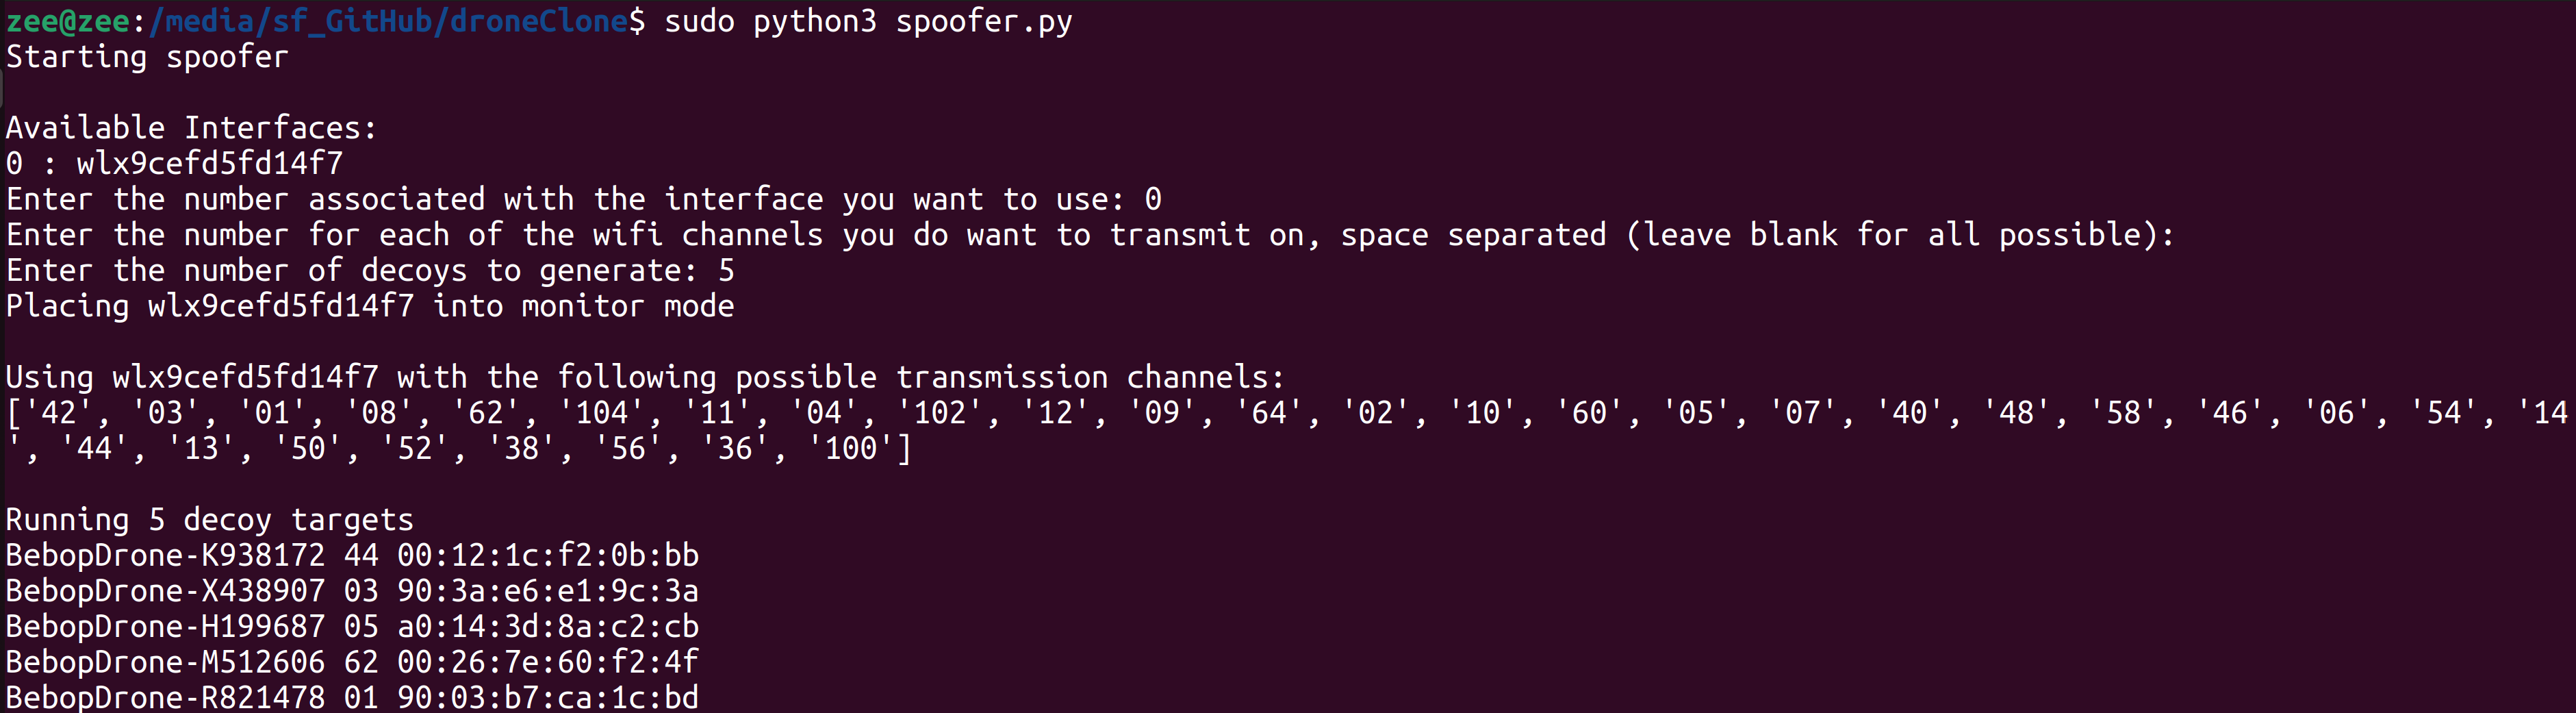 zee@zee:/media/sf_GitHub/droneClone$ sudo python3 spoofer.py
Starting spoofer
Available Interfaces:
0 : wlx9cefd5fd14f7
Enter the number associated with the interface you want to use: 0
Enter the number for each of the wifi channels you do want to transmit on, space separated (leave blank for all possible):
Enter the number of decoys to generate: 5
Placing wlx9cefd5fd14f7 into monitor mode
Using wlx9cefd5fd14f7 with the following possible transmission channels:
['42', '03', '01', '08', '62', '104', '11', '04', '102', '12', '09', '64', '02', '10', '60', '05', '07', '40', '48', '58', '46', '06', '54', '14
', '44', '13', '50', '52', '38', '56', '36', '100']
Running 5 decoy targets
BebopDrone-K938172 44 00:12:1c:f2:0b:bb
BebopDrone-X438907 03 90:3a:e6:e1:9c:3a
BebopDrone-H199687 05 a0:14:3d:8a:c2:cb
BebopDrone-M512606 62 00:26:7e:60:f2:4f
BebopDrone-R821478 01 90:03:b7:ca:1c:bd